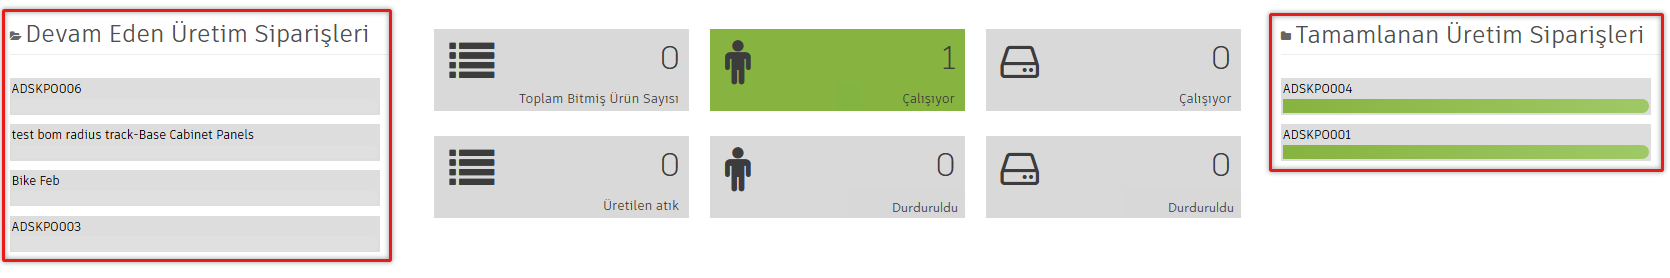 Devam Eden Üretim Siparişleri
ADSKPO006
test bom radius track-Base Cabinet Panels
Bike Feb
ADSKPO003
0
Toplam Bitmiş Ürün Sayısı
1
Çalışıyor
0
Çalışıyor
0
Üretilen atık
0
Durduruldu
0
Durduruldu
Tamamlanan Üretim Siparişleri
ADSKPO004
ADSKPO001